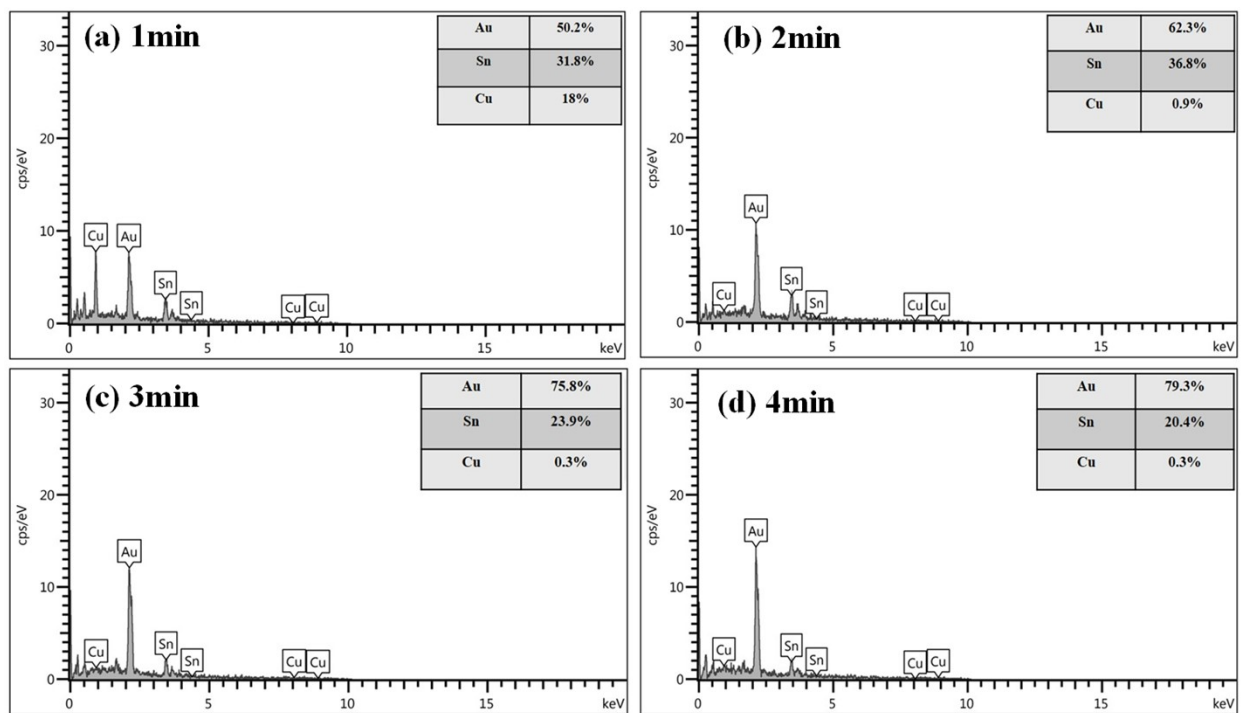 (a) 1min
Au 50.2%
Sn 31.8%
Cu 18%
cps/eV
30
20
10
0
Cu
Au
Sn
Sn
Cu
Cu
0
5
10
15
keV
(b) 2min
Au 62.3%
Sn 36.8%
Cu 0.9%
cps/eV
30
20
10
0
Cu
Au
Sn
Sn
Cu
Cu
0
5
10
15
keV
(c) 3min
Au 75.8%
Sn 23.9%
Cu 0.3%
cps/eV
30
20
10
0
Cu
Au
Sn
Sn
Cu
Cu
0
5
10
15
keV
(d) 4min
Au 79.3%
Sn 20.4%
Cu 0.3%
cps/eV
30
20
10
0
Cu
Au
Sn
Sn
Cu
Cu
0
5
10
15
keV